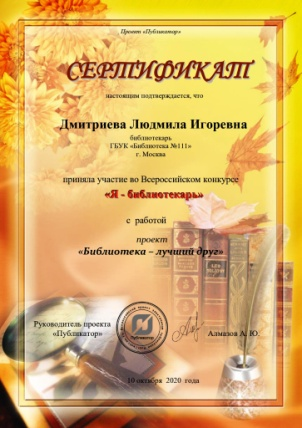 Проект «Публикатор»
СЕРТИФИКАТ
настоящим подтверждается, что
Дмитриева Людмила Игоревна
библиотекарь
ГБУК «Библиотека №111»
г. Москва
приняла участие во Всероссийском конкурсе
«Я - библиотекарь»
с работой
проект
«Библиотека – лучший друг»
Руководитель проекта
«Публикатор»
Публикатор
Алмазов А. Ю.
10 октября 2020 года